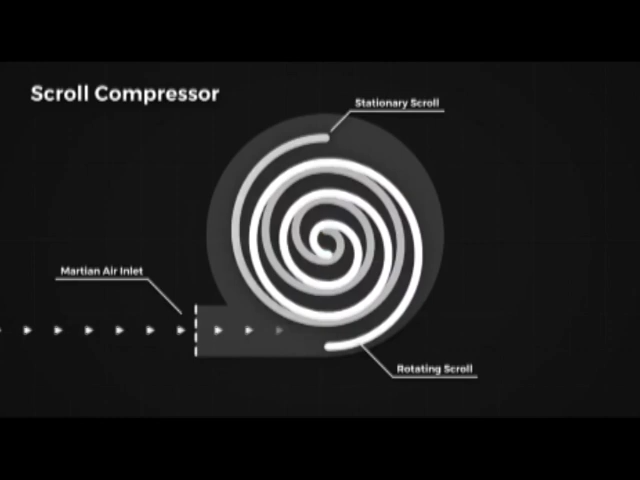 Scroll Compressor
Stationary Scroll
Martian Air Inlet
Rotating Scroll